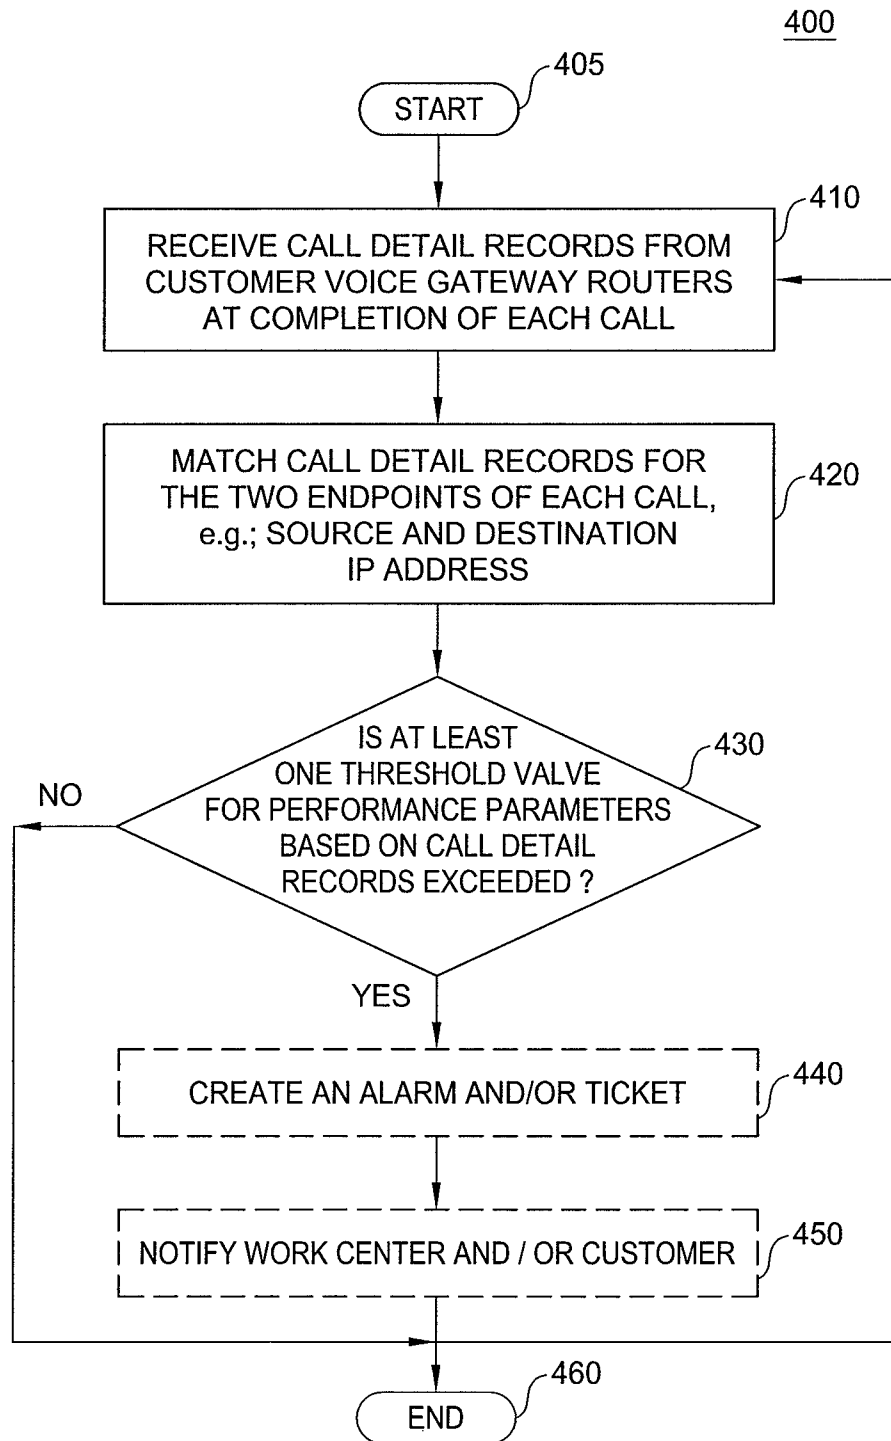 400
START
405
RECEIVE CALL DETAIL RECORDS FROM
CUSTOMER VOICE GATEWAY ROUTERS
AT COMPLETION OF EACH CALL
410
MATCH CALL DETAIL RECORDS FOR
THE TWO ENDPOINTS OF EACH CALL,
e.g.; SOURCE AND DESTINATION
IP ADDRESS
420
IS AT LEAST
ONE THRESHOLD VALVE
FOR PERFORMANCE PARAMETERS
BASED ON CALL DETAIL
RECORDS EXCEEDED ?
430
NO
YES
CREATE AN ALARM AND/OR TICKET
440
NOTIFY WORK CENTER AND / OR CUSTOMER
450
END
460